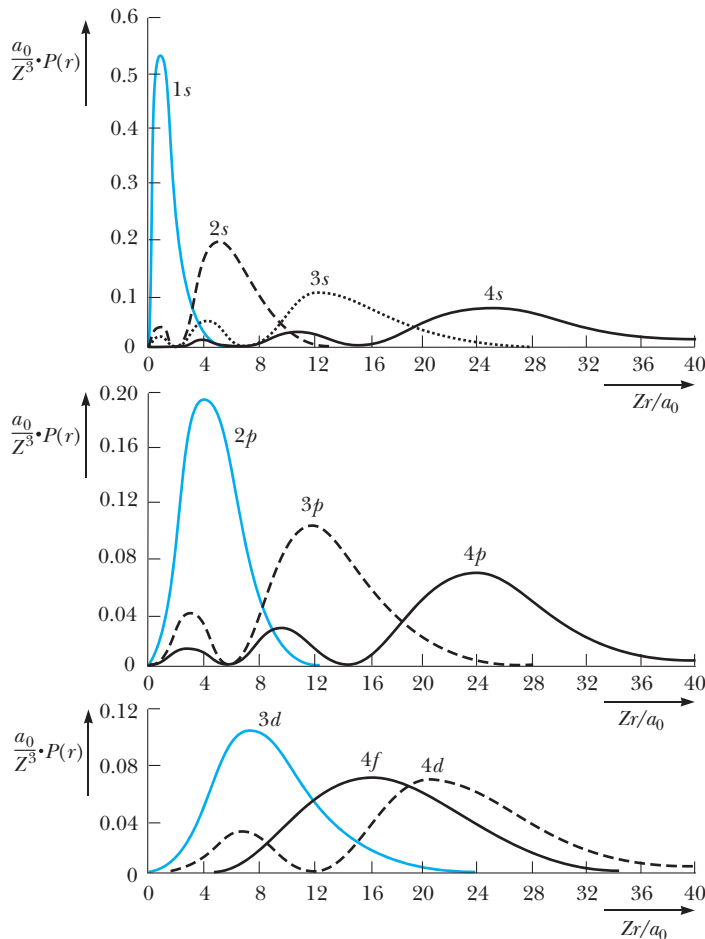 0.6
a₀/Z³•P(r)
0.5
1s
0.4
0.3
2s
0.2
3s
4s
0.1
0
0 4 8 12 16 20 24 28 32 36 40
Zr/a₀
0.20
a₀/Z³•P(r)
2p
0.16
0.12
3p
4p
0.08
0.04
0
0 4 8 12 16 20 24 28 32 36 40
Zr/a₀
0.12
3d
a₀/Z³•P(r)
4f 4d
0.08
0.04
0
0 4 8 12 16 20 24 28 32 36 40
Zr/a₀